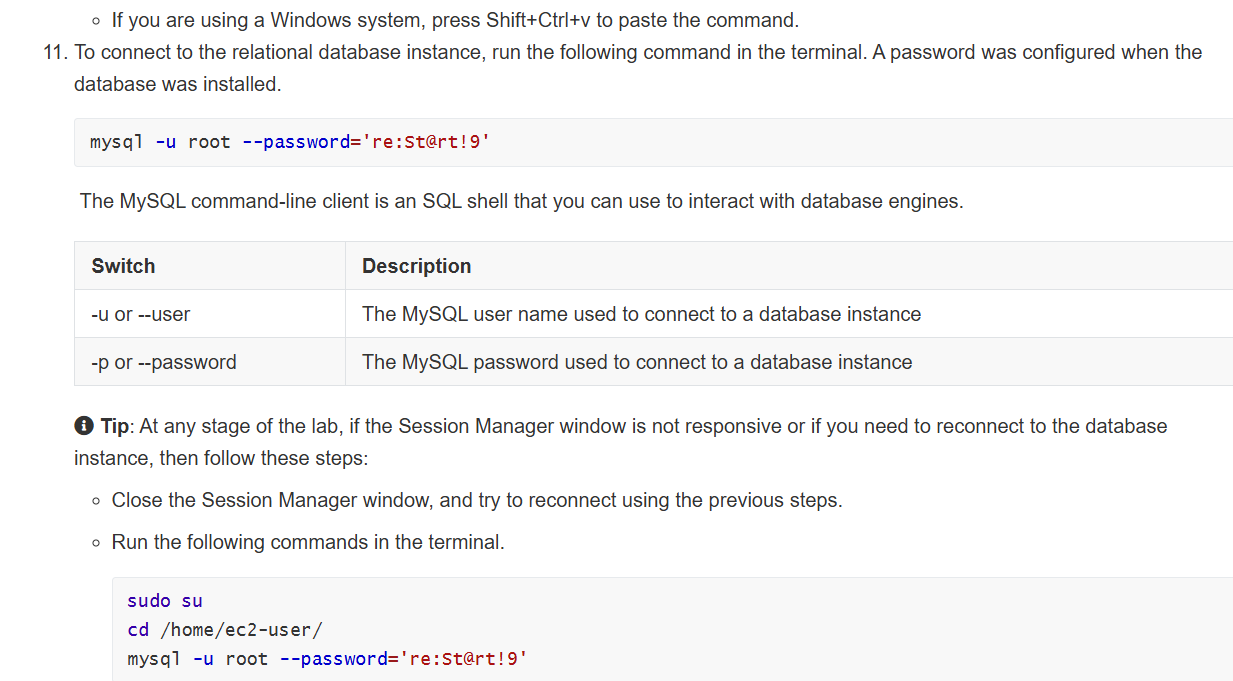 If you are using a Windows system, press Shift+Ctrl+v to paste the command.
11. To connect to the relational database instance, run the following command in the terminal. A password was configured when the
database was installed.
mysql -u root --password='re:St@rt!9'
The MySQL command-line client is an SQL shell that you can use to interact with database engines.
Switch Description
-u or --user The MySQL user name used to connect to a database instance
-p or --password The MySQL password used to connect to a database instance
Tip: At any stage of the lab, if the Session Manager window is not responsive or if you need to reconnect to the database
instance, then follow these steps:
Close the Session Manager window, and try to reconnect using the previous steps.
Run the following commands in the terminal.
sudo su
cd /home/ec2-user/
mysql -u root --password='re:St@rt!9'